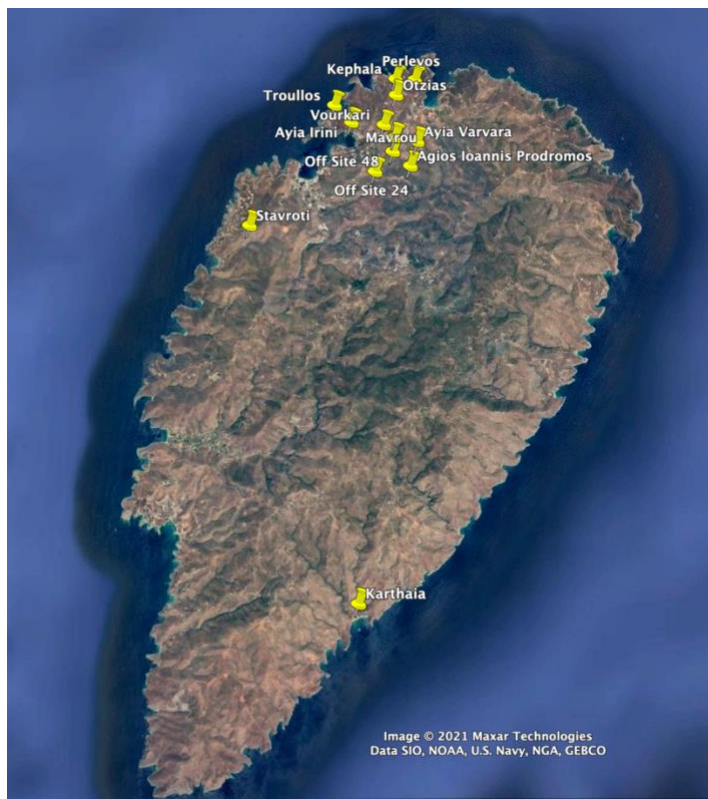 Perlevos
Kephala
Otzias
Troullos
Vourkari
Ayia Irini
Mavrou
Ayia Varvara
Off Site 48
Agios Ioannis Prodromos
Off Site 24
Stavroti
Karthaia
Image © 2021 Maxar Technologies
Data SIO, NOAA, U.S. Navy, NGA, GEBCO